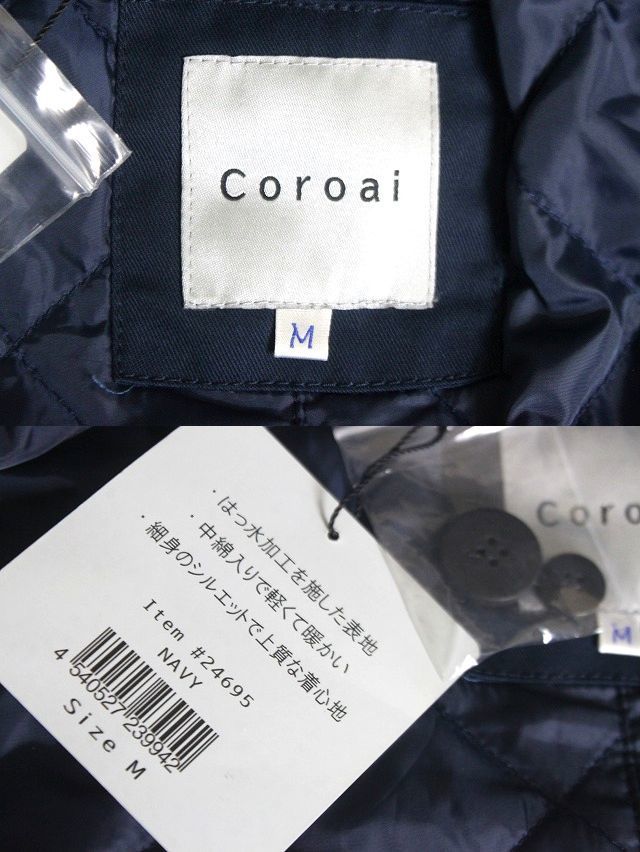 Coroai
M
・はっ水加工を施した表地
・中綿入りで軽くて暖かい
・細身のシルエットで上質な着心地
Item #24695
NAVY
4 540527 239942
Size M
Coro
M